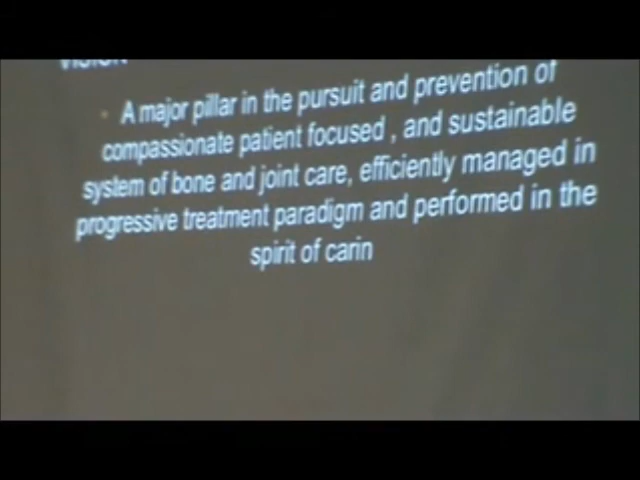 vision
A major pillar in the pursuit and prevention of
compassionate patient focused , and sustainable
system of bone and joint care, efficiently managed in
progressive treatment paradigm and performed in the
spirit of carin